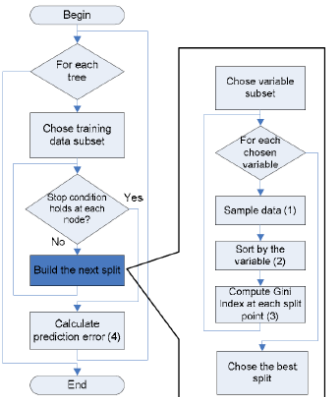 Begin
For each
tree
Chose training
data subset
Stop condition
holds at each
node?
Yes
No
Build the next split
Calculate
prediction error (4)
End
Chose variable
subset
For each
chosen
variable
Sample data (1)
Sort by the
variable (2)
Compute Gini
index at each split
point (3)
Chose the best
split